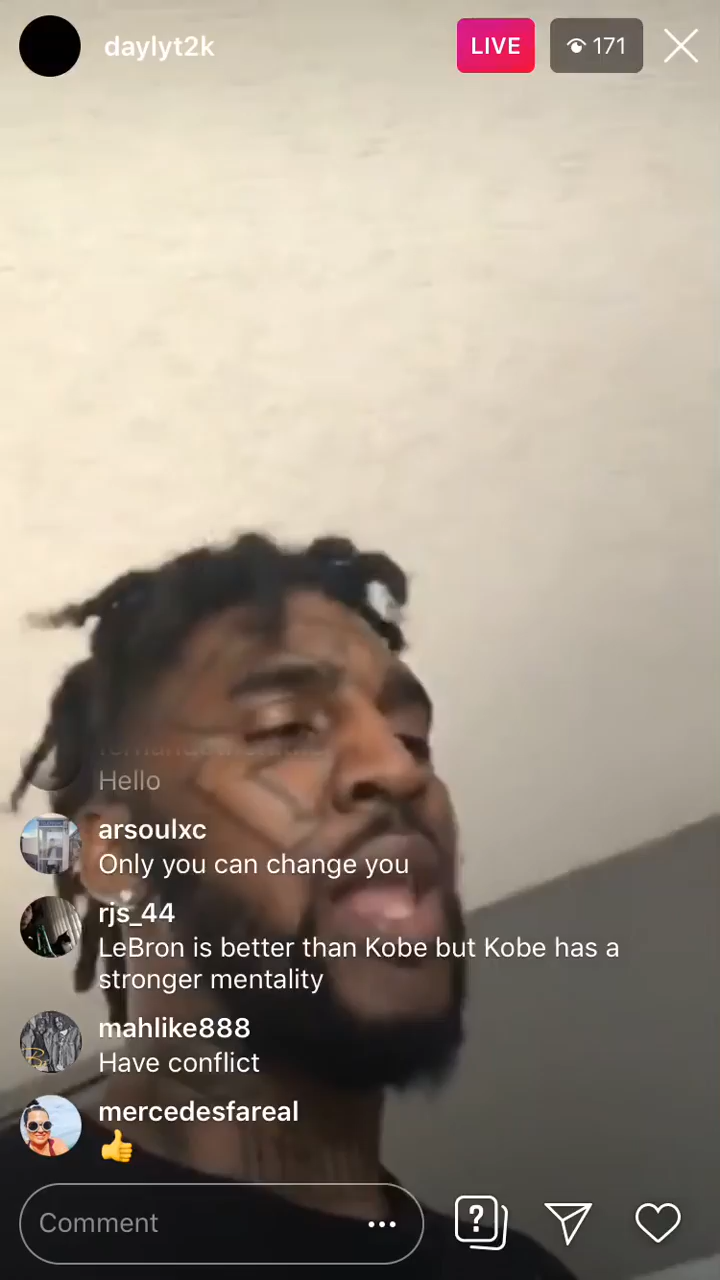 daylyt2k
LIVE
171
Hello
arsoulxc
Only you can change you
rjs_44
LeBron is better than Kobe but Kobe has a
stronger mentality
mahlike888
Have conflict
mercedesfareal
👍
Comment